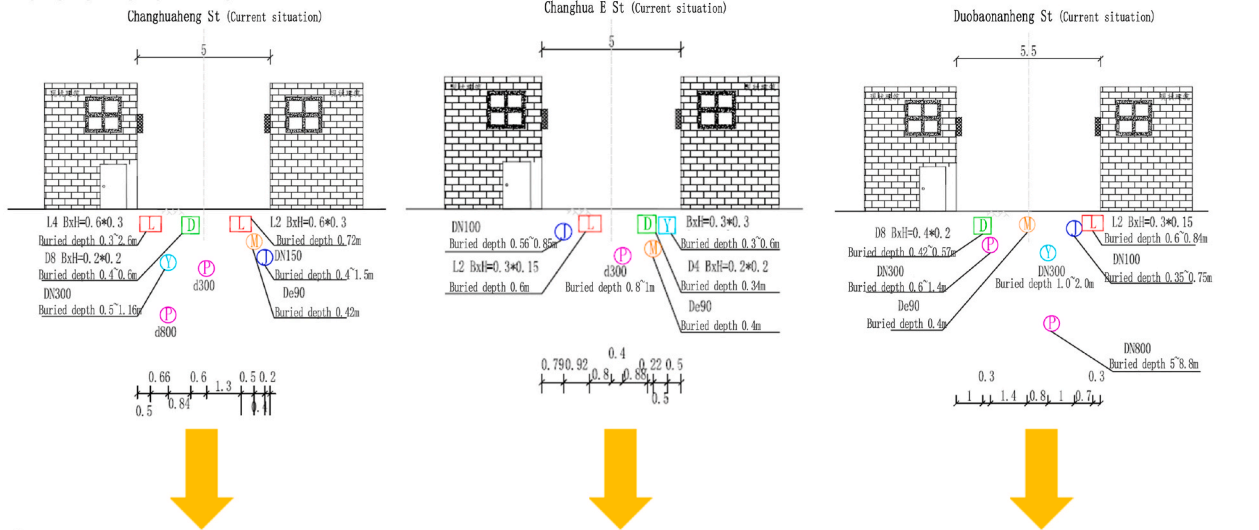 Changhuaheng St (Current situation)
5
L4 BxH=0.6*0.3
Buried depth 0.3~2.6m
D8 BxH=0.2*0.2
Buried depth 0.4~0.6m
DN300
Buried depth 0.5~1.16m
L
D
L
M
J
Y
P
d300
P
d800
L2 BxH=0.6*0.3
Buried depth 0.72m
DN150
Buried depth 0.4~1.5m
De90
Buried depth 0.42m
0.66 0.6 0.5 0.2
1.3
0.5 0.84 0.4
Changhua E St (Current situation)
5
DN100
Buried depth 0.56~0.85m
L2 BxH=0.3*0.15
Buried depth 0.6m
J
L
D
Y
M
P
d300
Buried depth 0.8~1m
BxH=0.3*0.3
Buried depth 0.3~0.6m
D4 BxH=0.2*0.2
Buried depth 0.34m
De90
Buried depth 0.4m
0.4
0.79 0.92 0.8 0.88 0.22 0.5
0.5
Duobaonanheng St (Current situation)
5.5
D8 BxH=0.4*0.2
Buried depth 0.42~0.57m
DN300
Buried depth 0.6~1.4m
De90
Buried depth 0.4m
D
P
M
Y
DN300
Buried depth 1.0~2.0m
J
L
L2 BxH=0.3*0.15
Buried depth 0.6~0.84m
DN100
Buried depth 0.35~0.75m
P
DN800
Buried depth 5~8.8m
0.3 0.3
1 1.4 0.8 1 0.7